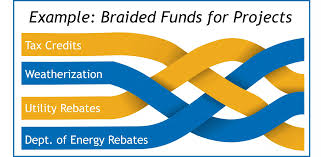 Example: Braided Funds for Projects
Tax Credits
Weatherization
Utility Rebates
Dept. of Energy Rebates